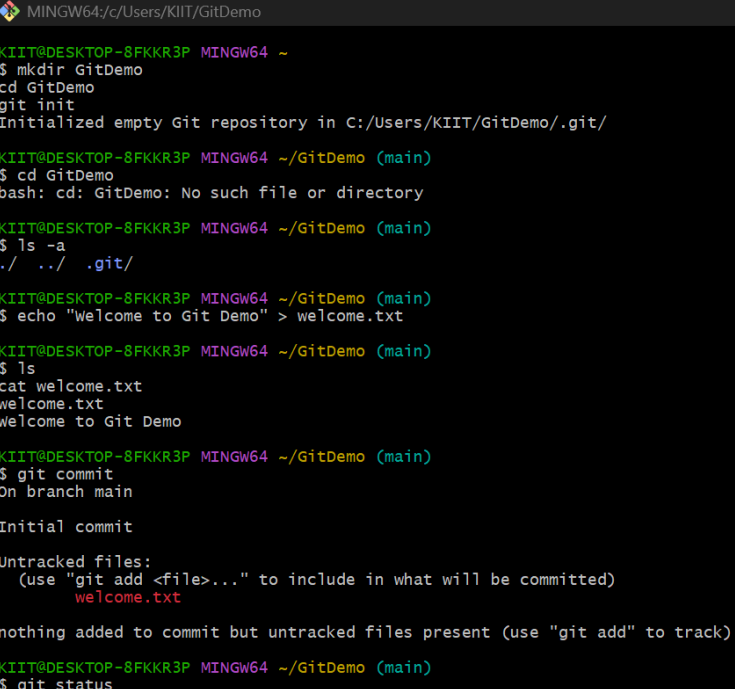 MINGW64:/c/Users/KIIT/GitDemo
KIIT@DESKTOP-8FKKR3P MINGW64 ~
$ mkdir GitDemo
cd GitDemo
git init
Initialized empty Git repository in C:/Users/KIIT/GitDemo/.git/
KIIT@DESKTOP-8FKKR3P MINGW64 ~/GitDemo (main)
$ cd GitDemo
bash: cd: GitDemo: No such file or directory
KIIT@DESKTOP-8FKKR3P MINGW64 ~/GitDemo (main)
$ ls -a
./  ../  .git/
KIIT@DESKTOP-8FKKR3P MINGW64 ~/GitDemo (main)
$ echo "Welcome to Git Demo" > welcome.txt
KIIT@DESKTOP-8FKKR3P MINGW64 ~/GitDemo (main)
$ ls
cat welcome.txt
welcome.txt
Welcome to Git Demo
KIIT@DESKTOP-8FKKR3P MINGW64 ~/GitDemo (main)
$ git commit
On branch main
Initial commit
Untracked files:
  (use "git add <file>..." to include in what will be committed)
        welcome.txt
nothing added to commit but untracked files present (use "git add" to track)
KIIT@DESKTOP-8FKKR3P MINGW64 ~/GitDemo (main)
$ git status